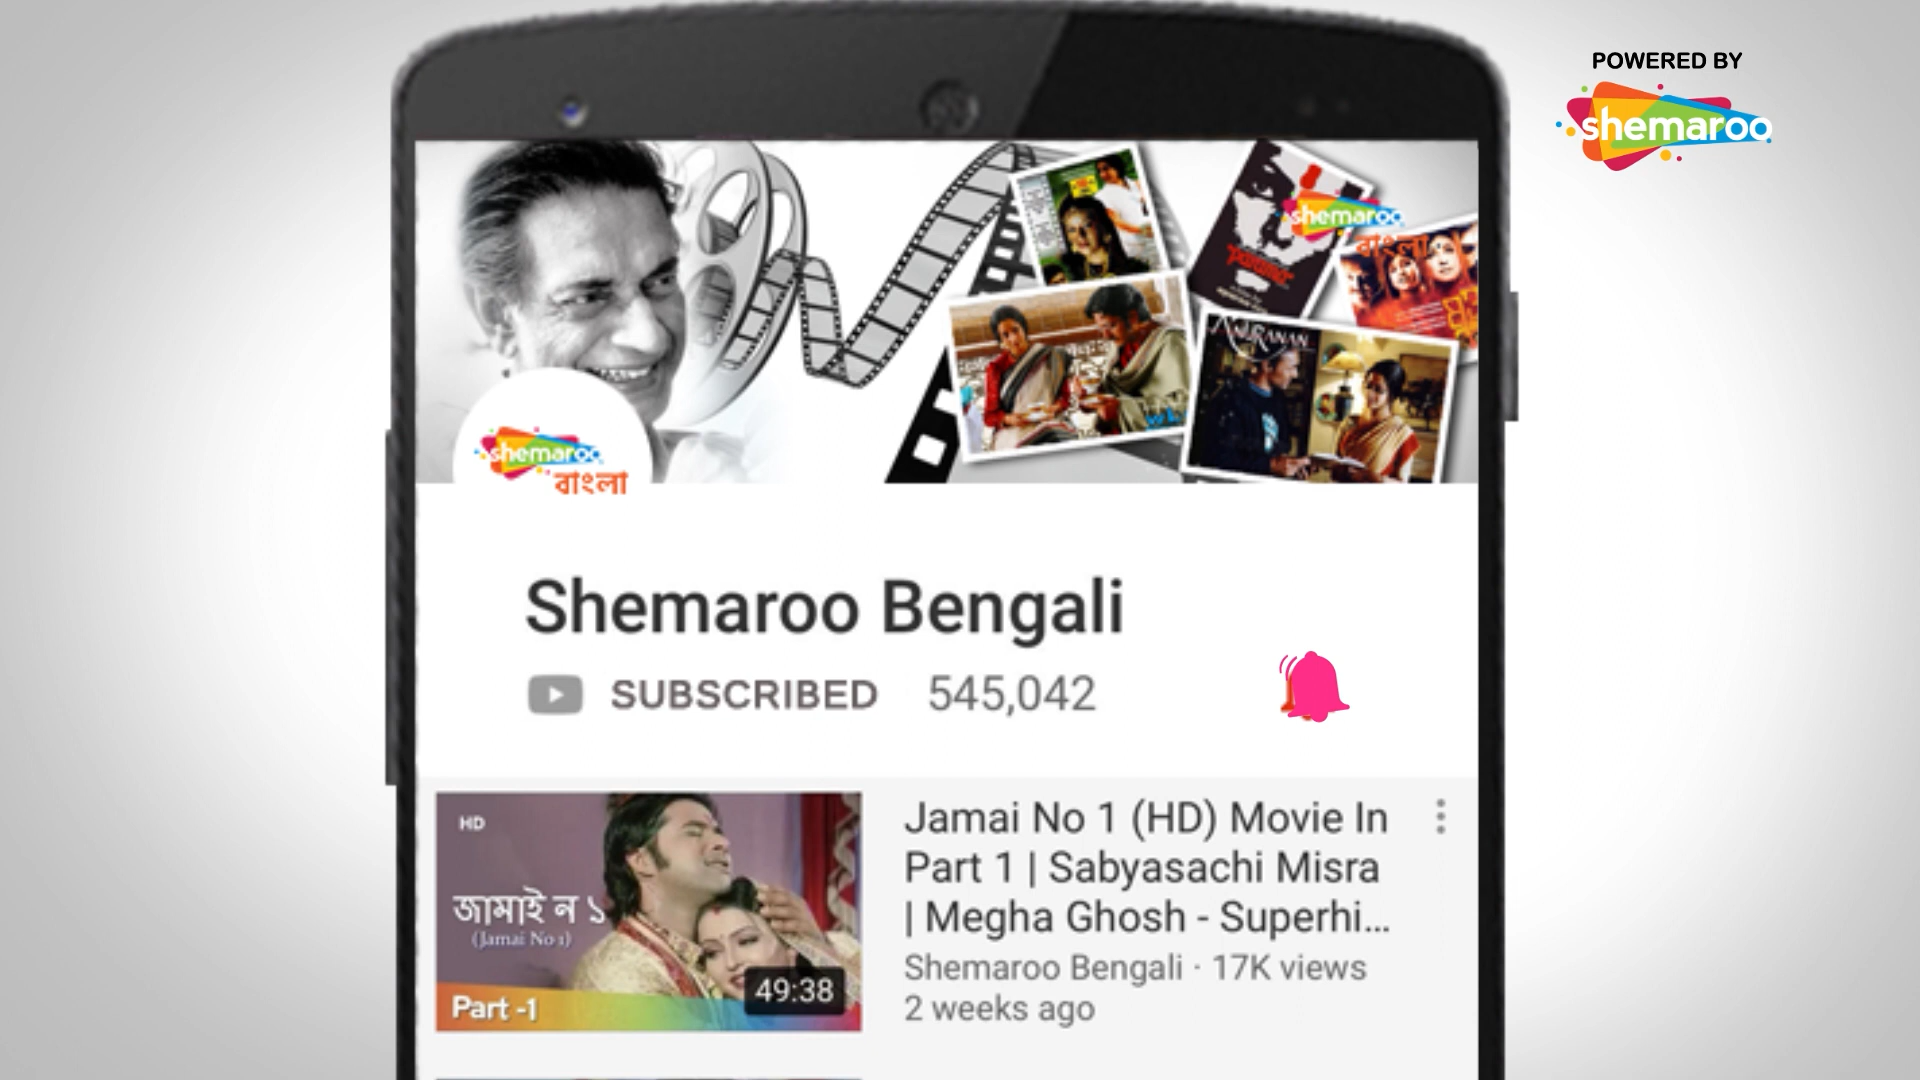 POWERED BY
shemaroo
shemaroo
বাংলা
ANURANAN
shemaroo
বাংলা
Shemaroo Bengali
SUBSCRIBED 545,042
HD
জামাই ন ১
(Jamai No 1)
Part -1
49:38
Jamai No 1 (HD) Movie In
Part 1 | Sabyasachi Misra
| Megha Ghosh - Superhi...
Shemaroo Bengali · 17K views
2 weeks ago